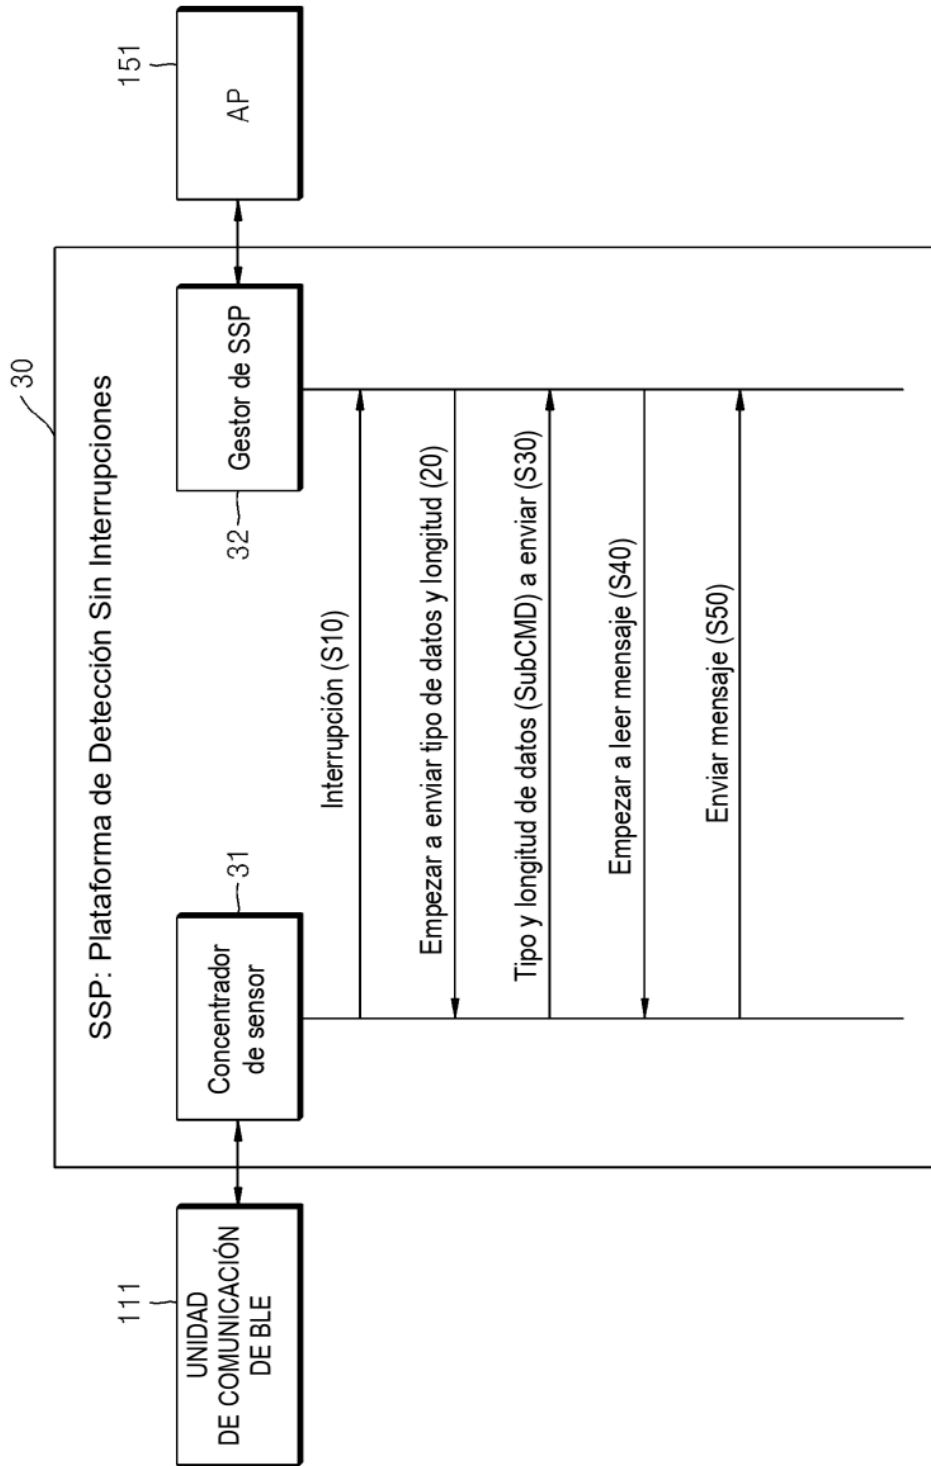 30
SSP: Plataforma de Detección Sin Interrupciones
111
UNIDAD
DE COMUNICACIÓN
DE BLE
31
Concentrador
de sensor
32
Gestor de SSP
151
AP
Interrupción (S10)
Empezar a enviar tipo de datos y longitud (20)
Tipo y longitud de datos (SubCMD) a enviar (S30)
Empezar a leer mensaje (S40)
Enviar mensaje (S50)